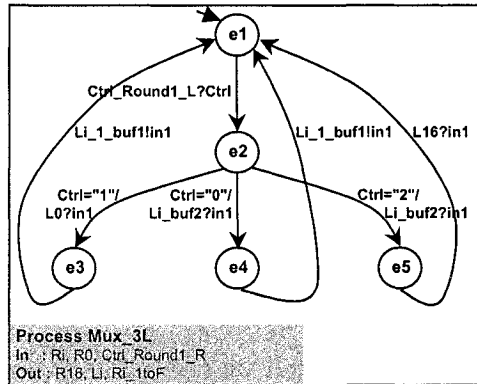 e1
Ctrl_Round1_L?Ctrl
Li_1_buf1!in1
Li_1_buf1!in1
L16?in1
e2
Ctrl="1"/
L0?in1
Ctrl="0"/
Li_buf2?in1
Ctrl="2"/
Li_buf2?in1
e3
e4
e5
Process Mux_3L
In : Ri, R0, Ctrl_Round1_R
Out : R16, Li, Ri_1toF